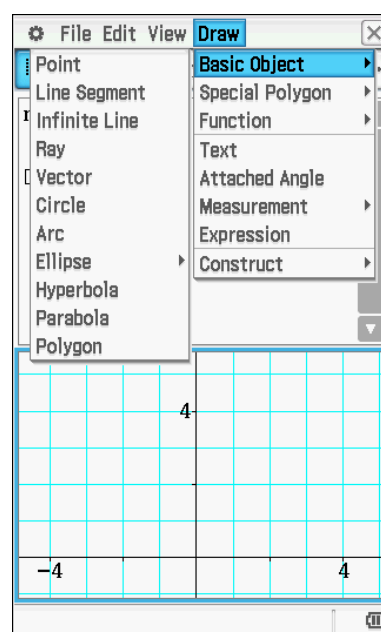 File Edit View Draw
Point
Line Segment
Infinite Line
Ray
Vector
Circle
Arc
Ellipse
Hyperbola
Parabola
Polygon
Basic Object
Special Polygon
Function
Text
Attached Angle
Measurement
Expression
Construct
4
-4 4